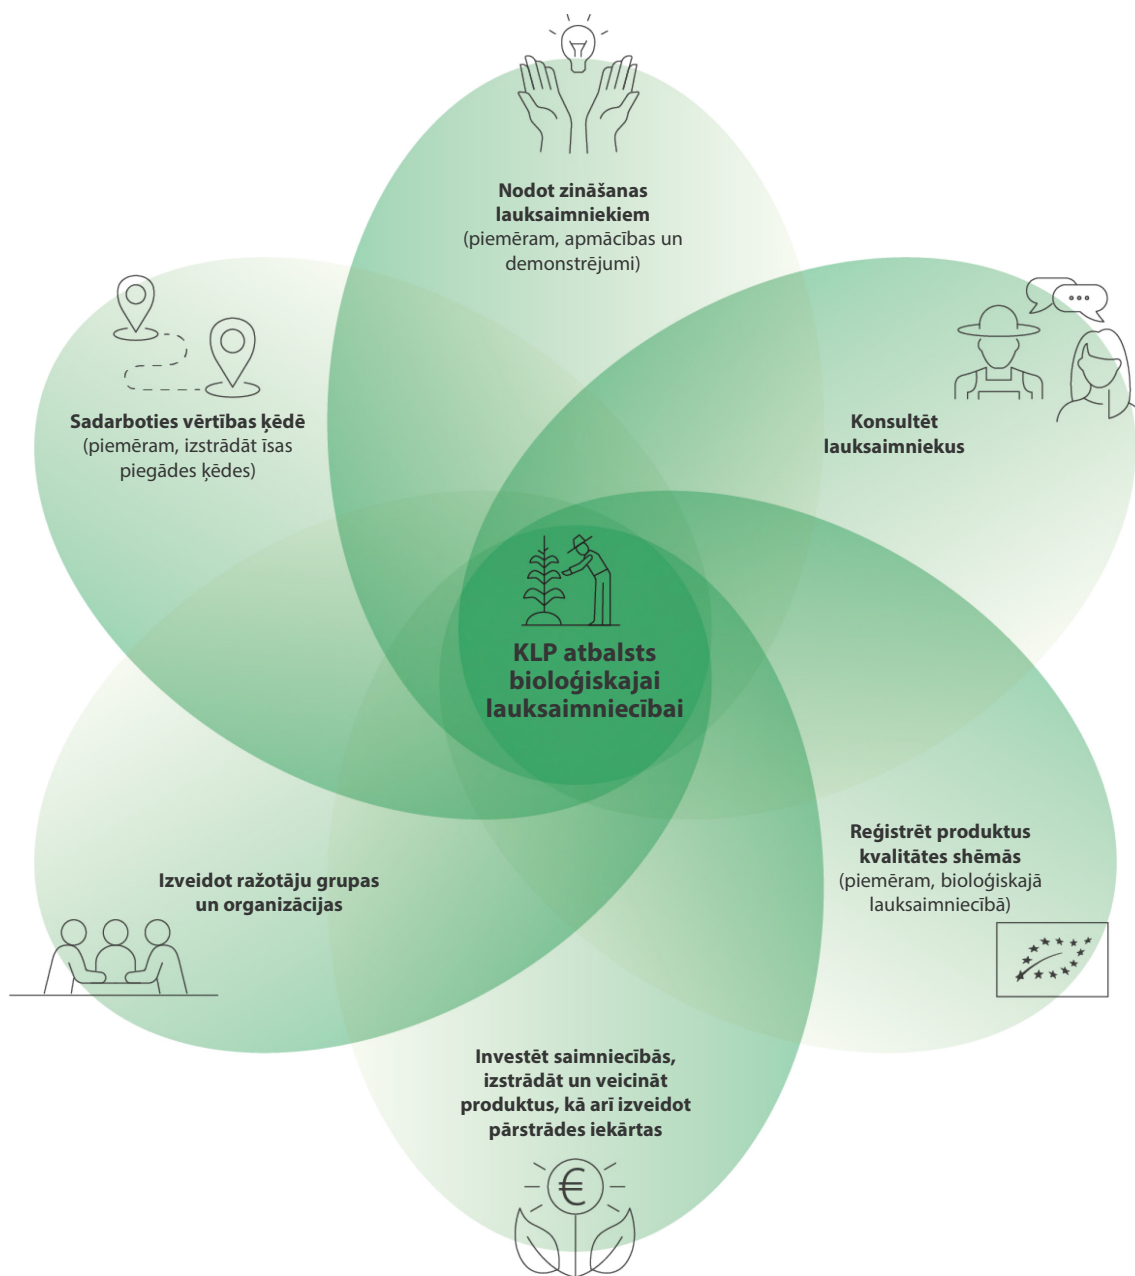 Nodot zināšanas
lauksaimniekiem
(piemēram, apmācības un
demonstrējumi)
Sadarboties vērtības ķēdē
(piemēram, izstrādāt īsas
piegādes ķēdes)
Konsultēt
lauksaimniekus
KLP atbalsts
bioloģiskajai
lauksaimniecībai
Reģistrēt produktus
kvalitātes shēmās
(piemēram, bioloģiskajā
lauksaimniecībā)
Izveidot ražotāju grupas
un organizācijas
Investēt saimniecībās,
izstrādāt un veicināt
produktus, kā arī izveidot
pārstrādes iekārtas
€